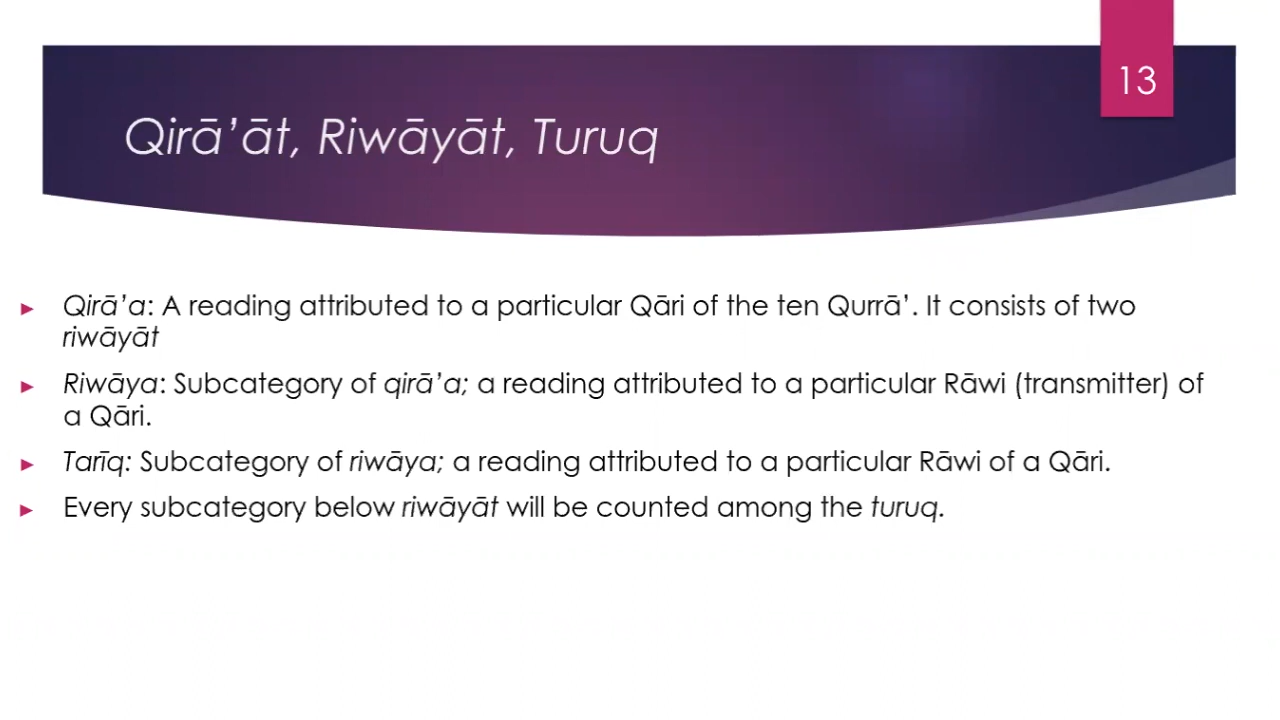 13
Qirā’āt, Riwāyāt, Turuq
► Qirā’a: A reading attributed to a particular Qāri of the ten Qurrā’. It consists of two
riwāyāt
► Riwāya: Subcategory of qirā’a; a reading attributed to a particular Rāwi (transmitter) of
a Qāri.
► Tarīq: Subcategory of riwāya; a reading attributed to a particular Rāwi of a Qāri.
► Every subcategory below riwāyāt will be counted among the turuq.